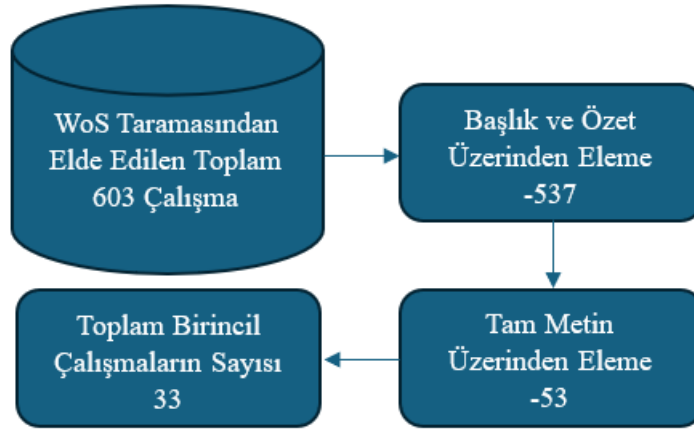 WoS Taramasından
Elde Edilen Toplam
603 Çalışma
Başlık ve Özet
Üzerinden Eleme
-537
Tam Metin
Üzerinden Eleme
-53
Toplam Birincil
Çalışmaların Sayısı
33